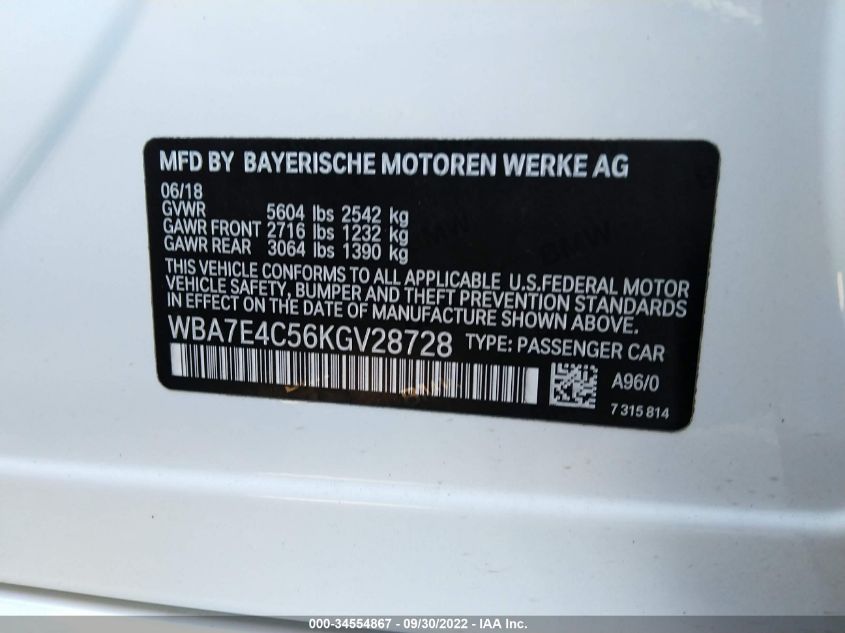 MFD BY BAYERISCHE MOTOREN WERKE AG
06/18
GVWR 5604 lbs 2542 kg
GAWR FRONT 2716 lbs 1232 kg
GAWR REAR 3064 lbs 1390 kg
THIS VEHICLE CONFORMS TO ALL APPLICABLE U.S.FEDERAL MOTOR
VEHICLE SAFETY, BUMPER AND THEFT PREVENTION STANDARDS
IN EFFECT ON THE DATE OF MANUFACTURE SHOWN ABOVE.
WBA7E4C56KGV28728 TYPE: PASSENGER CAR
A96/0
7 315 814
BMW
000-34554867 - 09/30/2022 - IAA Inc.